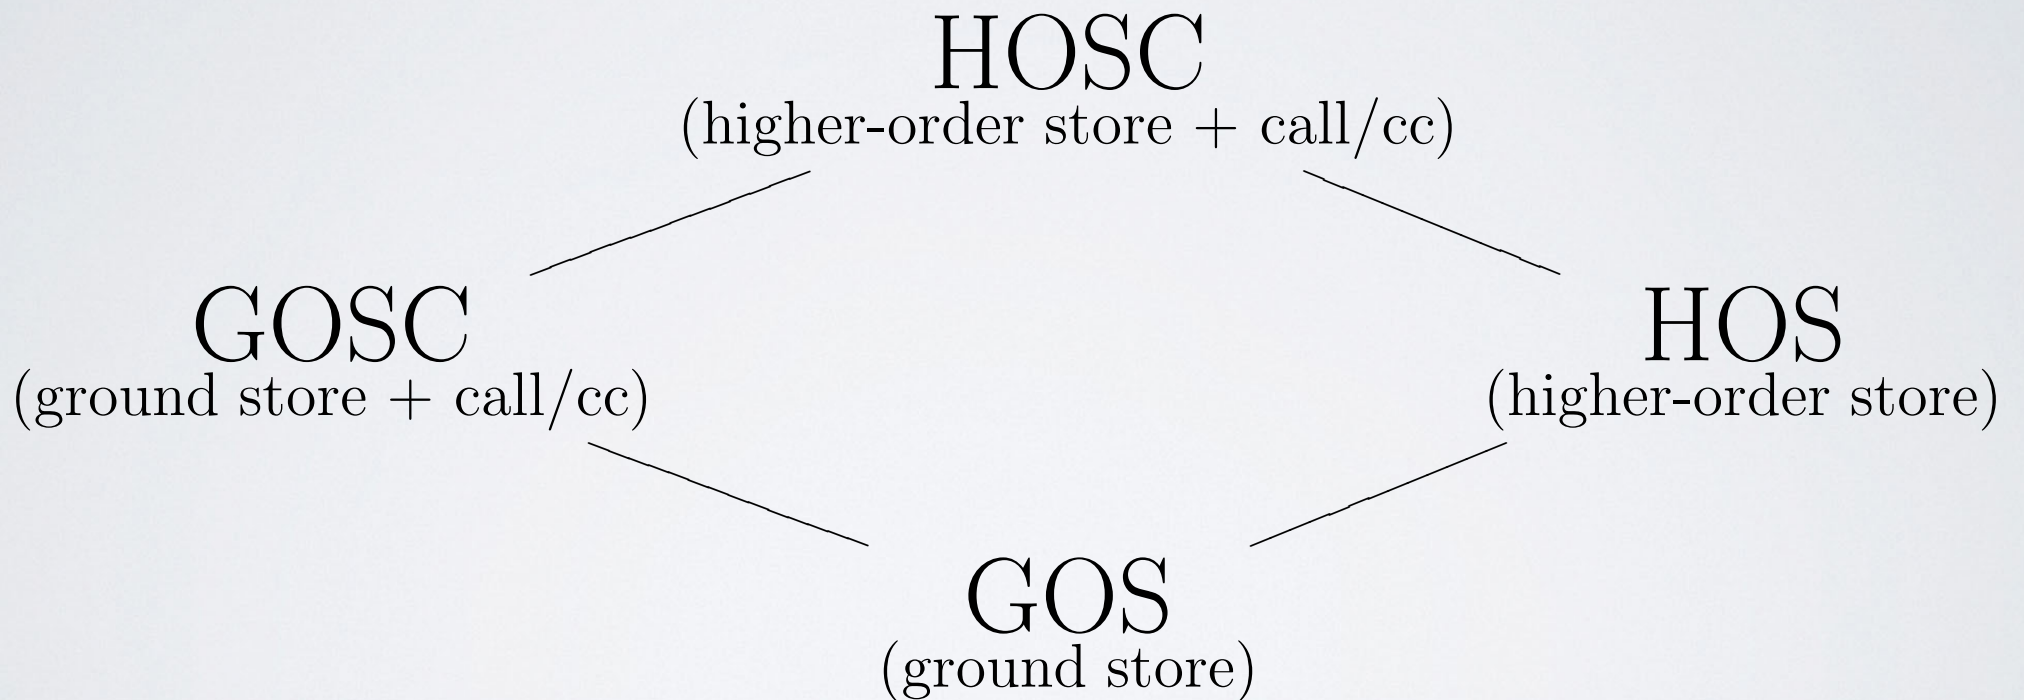 HOSC
(higher-order store + call/cc)
GOSC
(ground store + call/cc)
HOS
(higher-order store)
GOS
(ground store)